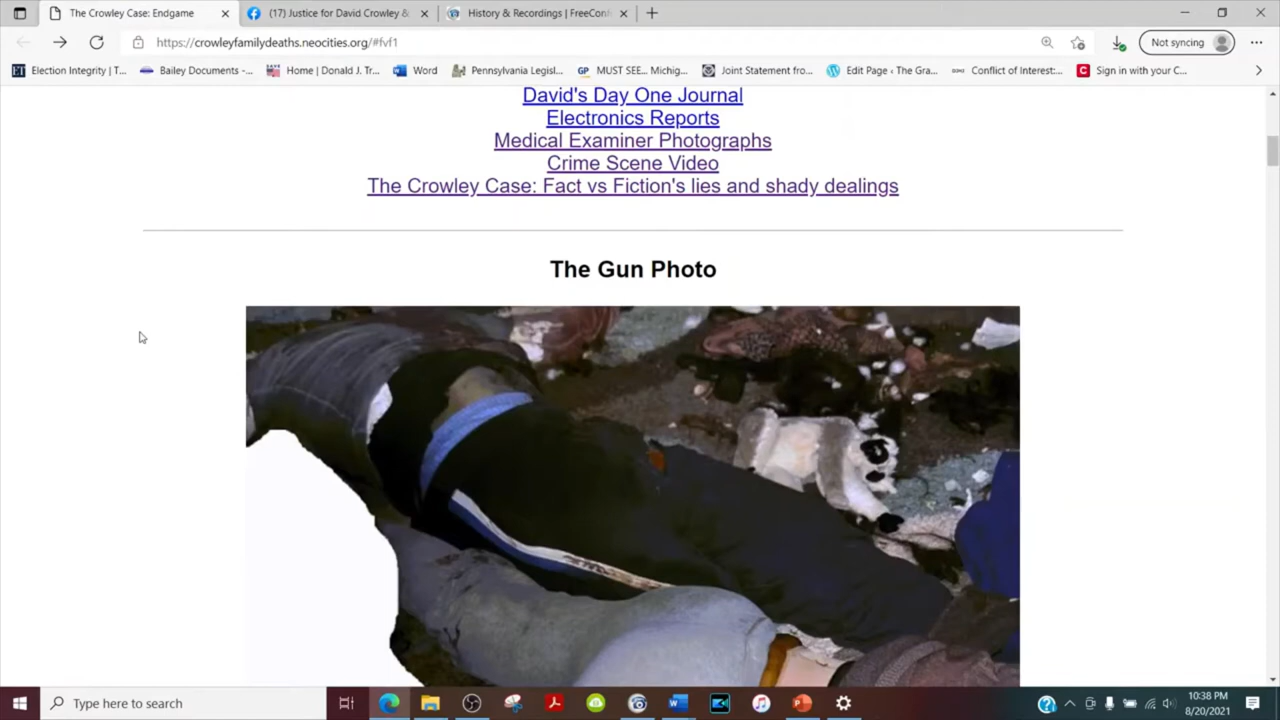 The Crowley Case: Endgame
(17) Justice for David Crowley &
History & Recordings | FreeConf
https://crowleyfamilydeaths.neocities.org/#fvf1
Not syncing
Election Integrity | T...
Bailey Documents -...
Home | Donald J. Tr...
Word
Pennsylvania Legisl...
MUST SEE... Michig...
Joint Statement fro...
Edit Page ‹ The Gra...
Conflict of Interest:...
Sign in with your C...
David's Day One Journal
Electronics Reports
Medical Examiner Photographs
Crime Scene Video
The Crowley Case: Fact vs Fiction's lies and shady dealings
The Gun Photo
Type here to search
10:38 PM
8/20/2021